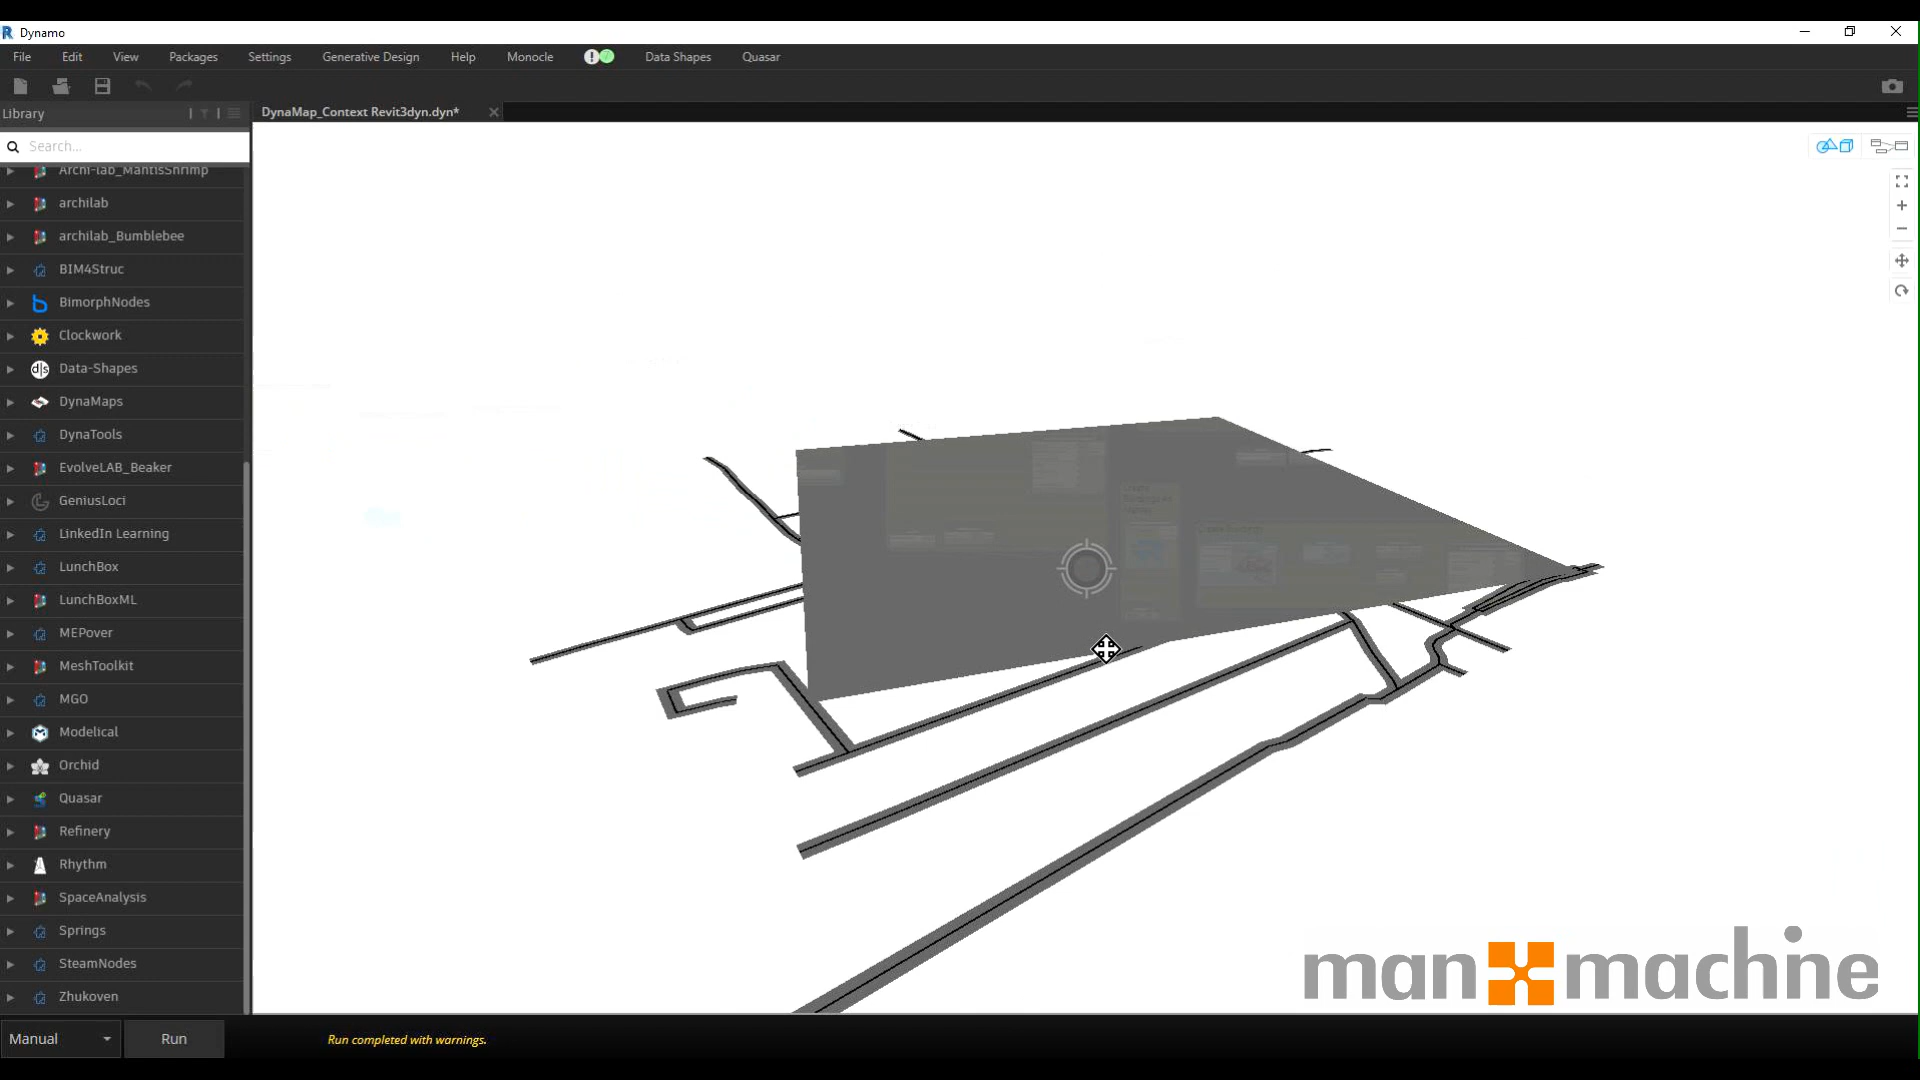 Dynamo
File Edit View Packages Settings Generative Design Help Monocle Data Shapes Quasar
Library
DynaMap_Context Revit3dyn.dyn*
Search...
Archi-lab_MantisShrimp
archilab
archilab_Bumblebee
BIM4Struc
BimorphNodes
Clockwork
Data-Shapes
DynaMaps
DynaTools
EvolveLAB_Beaker
GeniusLoci
LinkedIn Learning
LunchBox
LunchBoxML
MEPover
MeshToolkit
MGO
Modelical
Orchid
Quasar
Refinery
Rhythm
SpaceAnalysis
Springs
SteamNodes
Zhukoven
man machine
Manual
Run
Run completed with warnings.